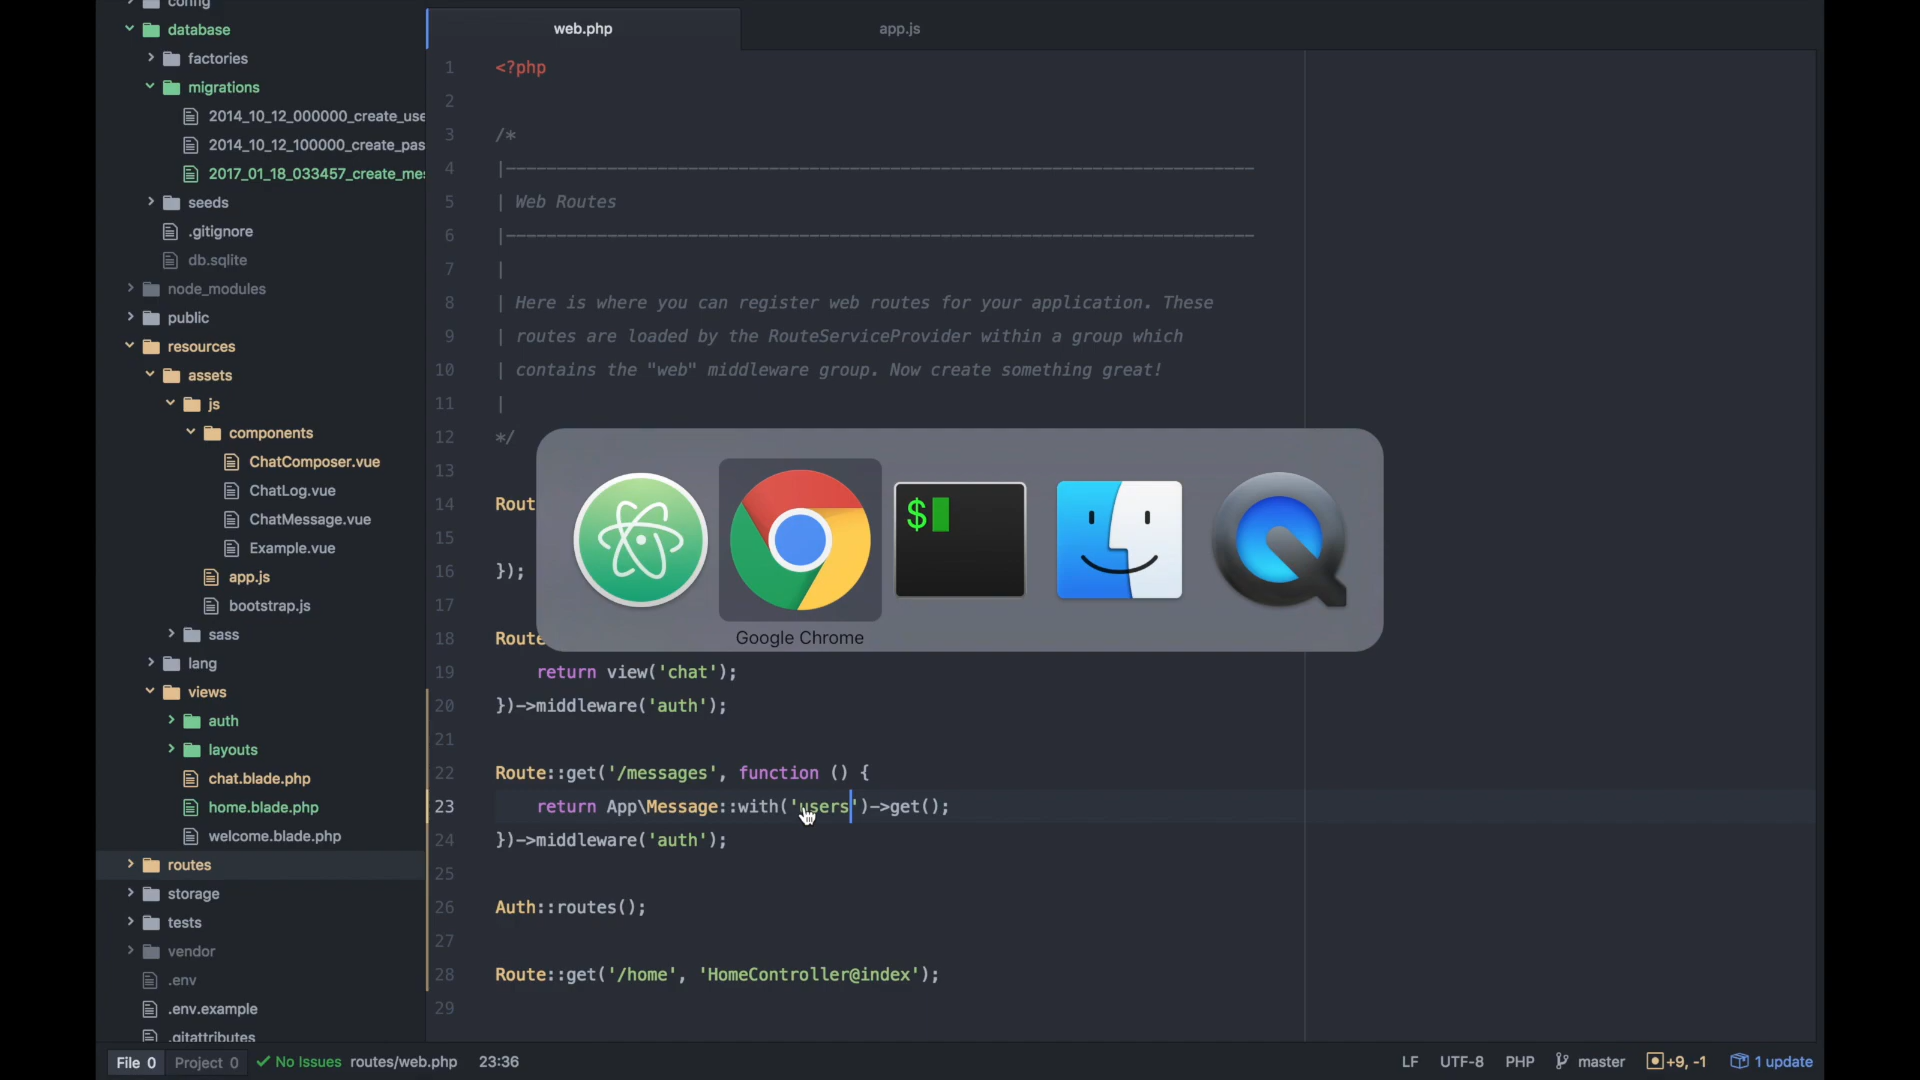 config
database
factories
migrations
2014_10_12_000000_create_use
2014_10_12_100000_create_pas
2017_01_18_033457_create_mes
seeds
.gitignore
db.sqlite
node_modules
public
resources
assets
js
components
ChatComposer.vue
ChatLog.vue
ChatMessage.vue
Example.vue
app.js
bootstrap.js
sass
lang
views
auth
layouts
chat.blade.php
home.blade.php
welcome.blade.php
routes
storage
tests
vendor
.env
.env.example
.gitattributes
web.php
app.js
1 <?php
2
3 /*
4 |--------------------------------------------------------------------------
5 | Web Routes
6 |--------------------------------------------------------------------------
7 |
8 | Here is where you can register web routes for your application. These
9 | routes are loaded by the RouteServiceProvider within a group which
10 | contains the "web" middleware group. Now create something great!
11 |
12 */
13
14 Rout
15
16 });
17
18 Route
19 return view('chat');
20 })->middleware('auth');
21
22 Route::get('/messages', function () {
23 return App\Message::with('users')->get();
24 })->middleware('auth');
25
26 Auth::routes();
27
28 Route::get('/home', 'HomeController@index');
29
$
Google Chrome
File 0 Project 0 No Issues routes/web.php 23:36 LF UTF-8 PHP master +9, -1 1 update